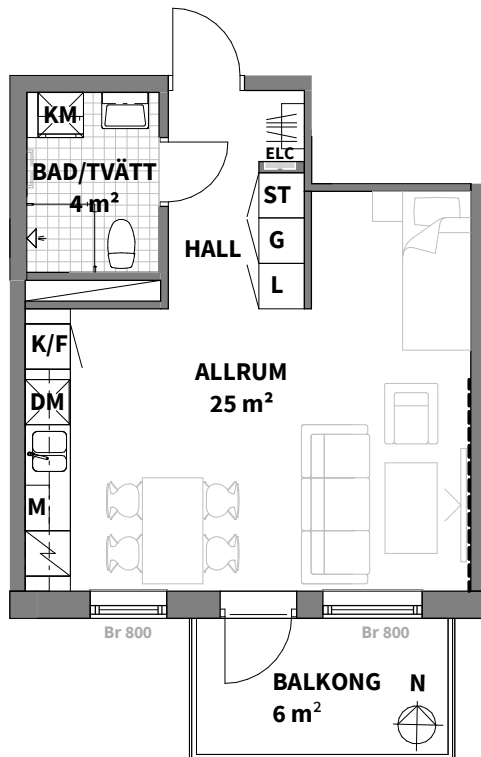 KM
BAD/TVÄTT
4 m²
ELC
ST
G
L
HALL
K/F
DM
M
ALLRUM
25 m²
Br 800
Br 800
BALKONG
6 m²
N